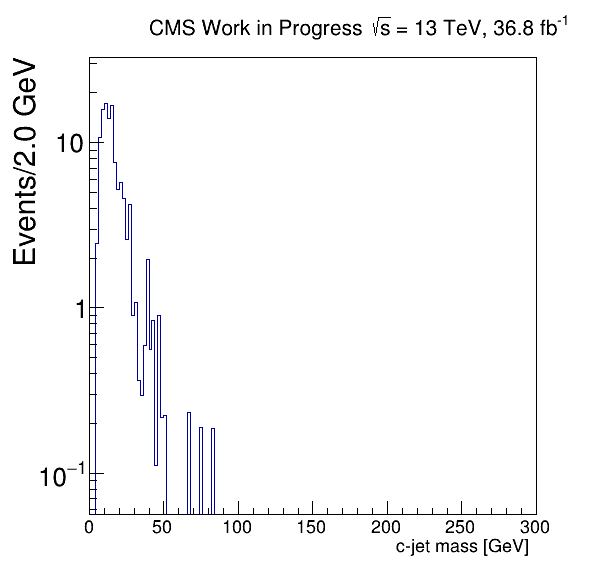 CMS Work in Progress √s = 13 TeV, 36.8 fb⁻¹
Events/2.0 GeV
10
1
10⁻¹
0 50 100 150 200 250 300
c-jet mass [GeV]